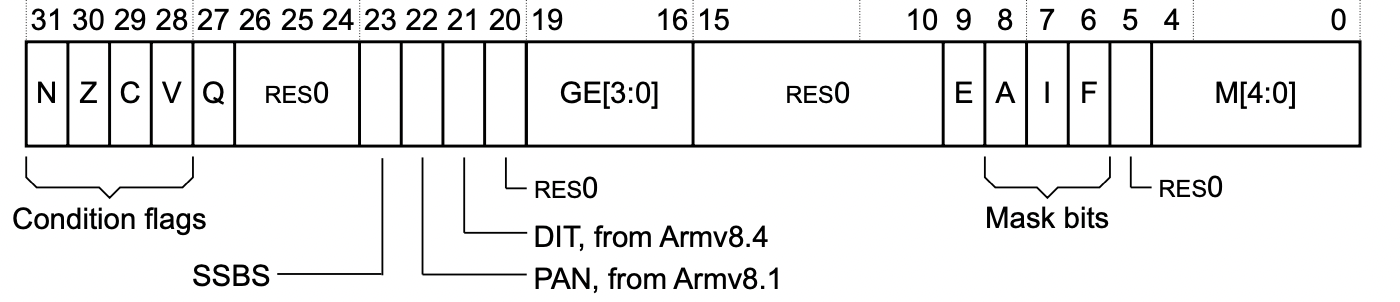 31 30 29 28 27 26 25 24 23 22 21 20 19 16 15 10 9 8 7 6 5 4 0
N Z C V Q RES0 GE[3:0] RES0 E A I F M[4:0]
RES0 RES0
Condition flags Mask bits
DIT, from Armv8.4
SSBS PAN, from Armv8.1